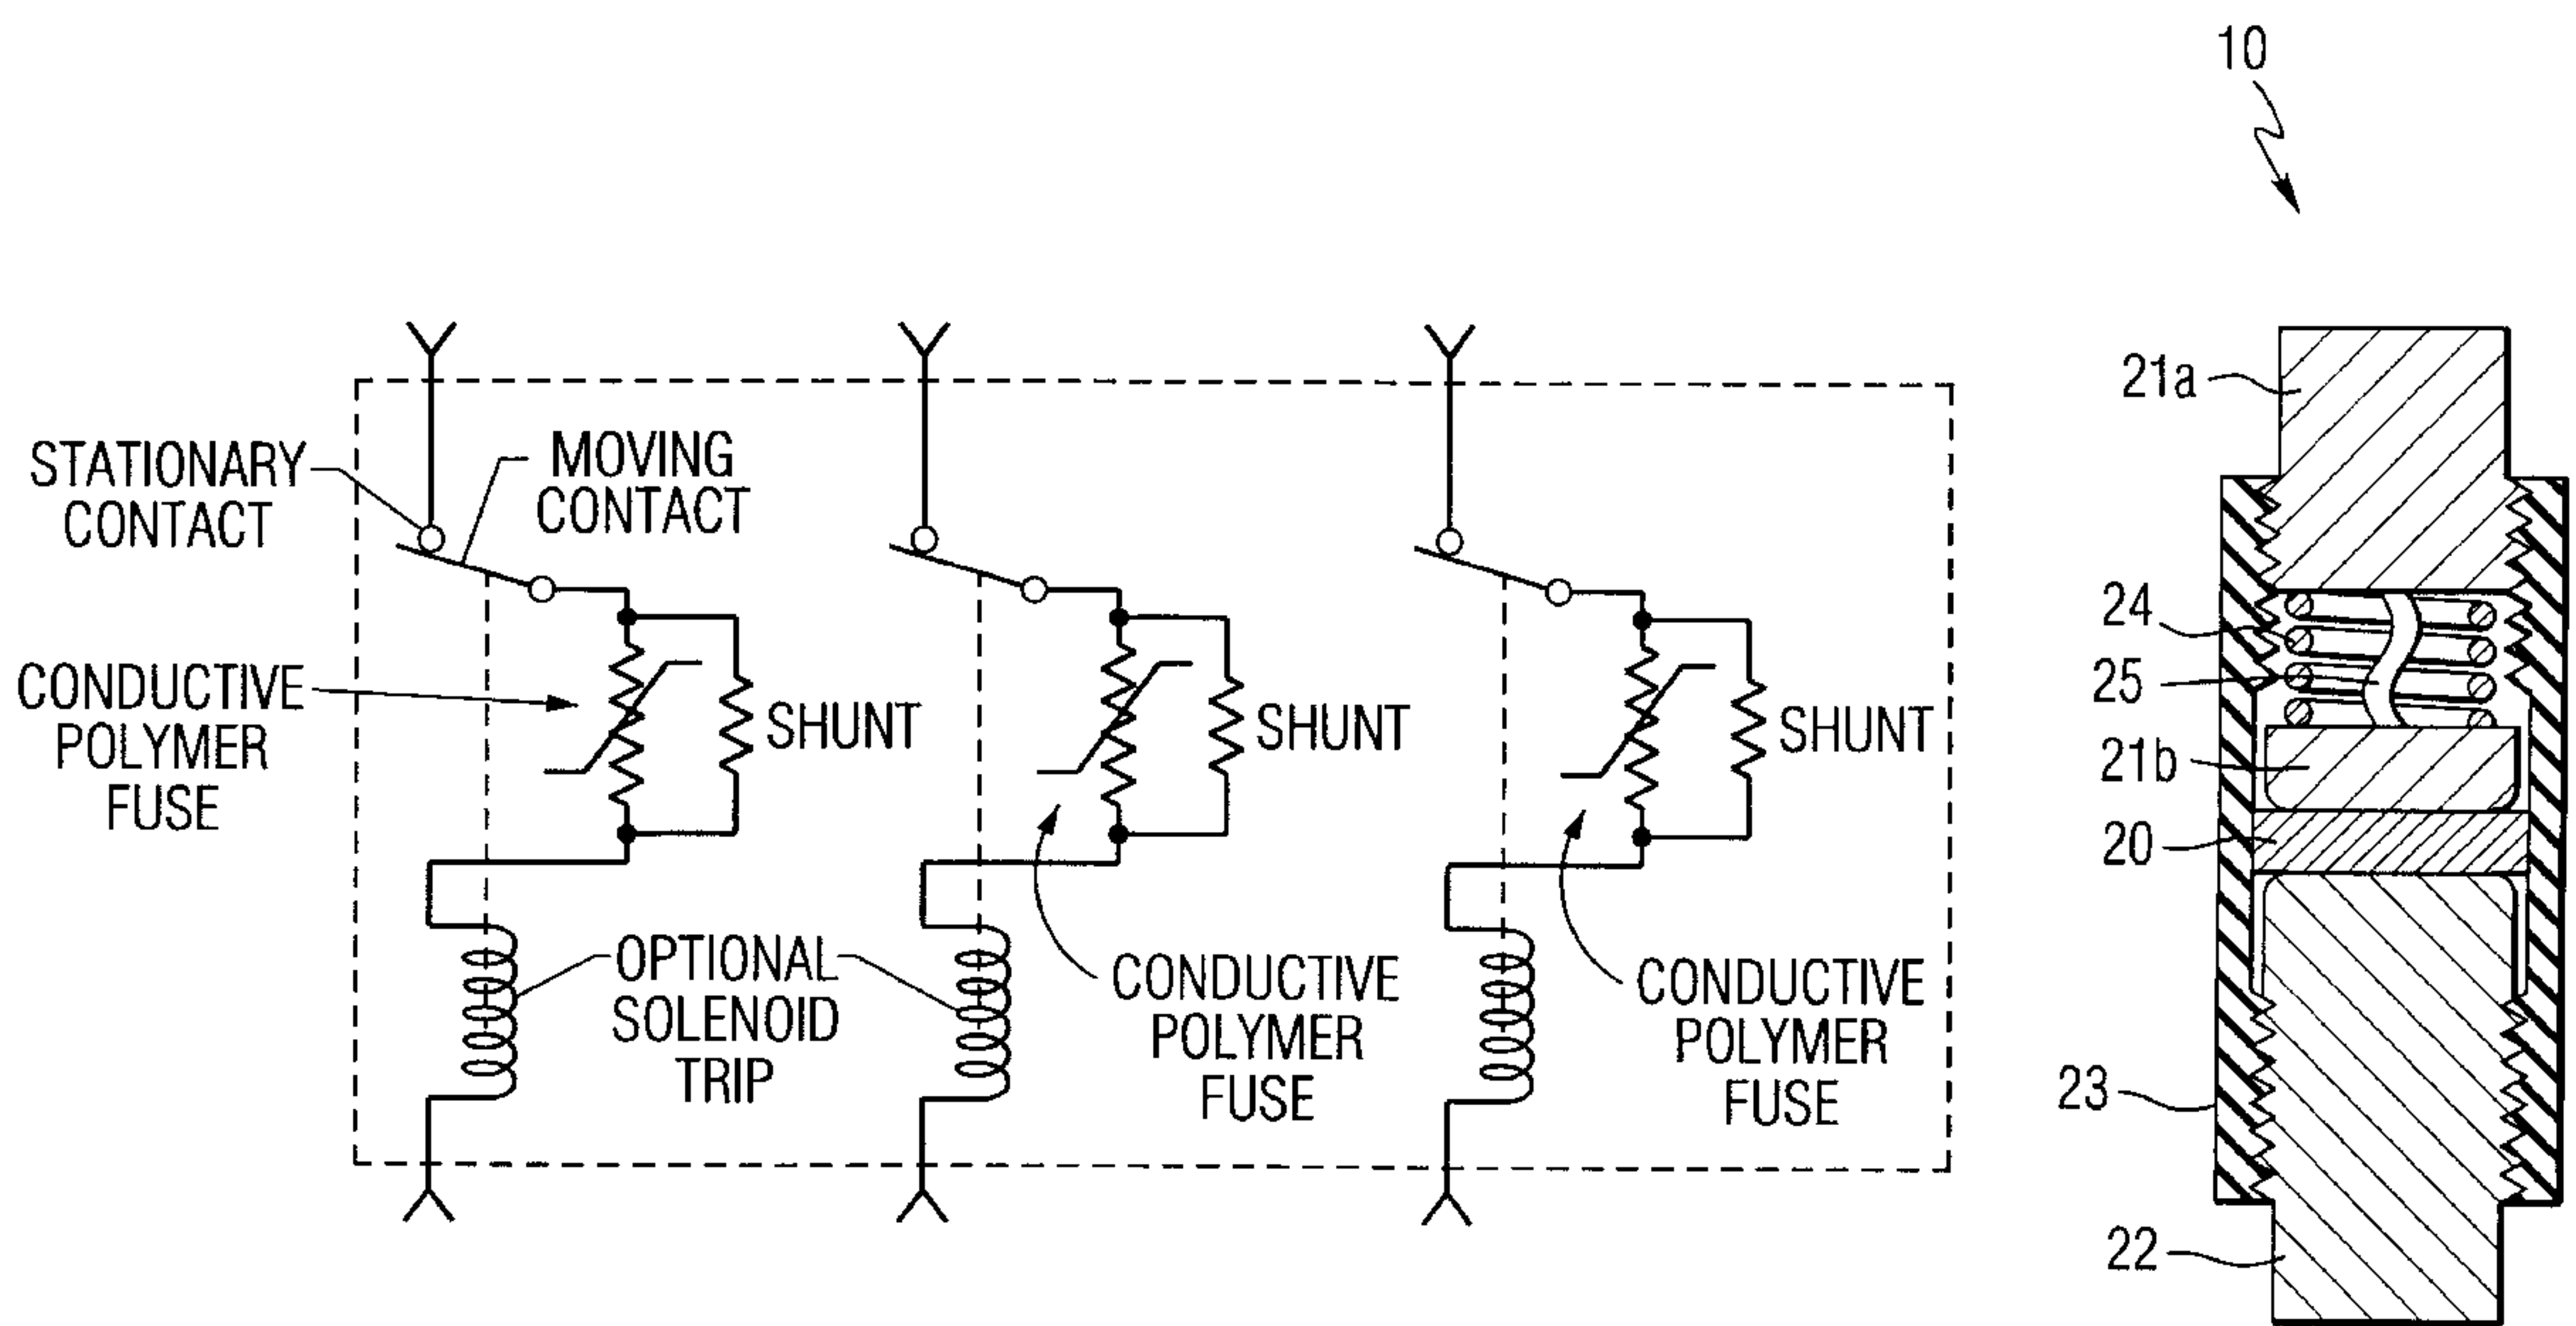 10
21a
STATIONARY
CONTACT
MOVING
CONTACT
24
25
CONDUCTIVE
POLYMER
FUSE
SHUNT
SHUNT
SHUNT
21b
20
OPTIONAL
SOLENOID
TRIP
CONDUCTIVE
POLYMER
FUSE
CONDUCTIVE
POLYMER
FUSE
23
22